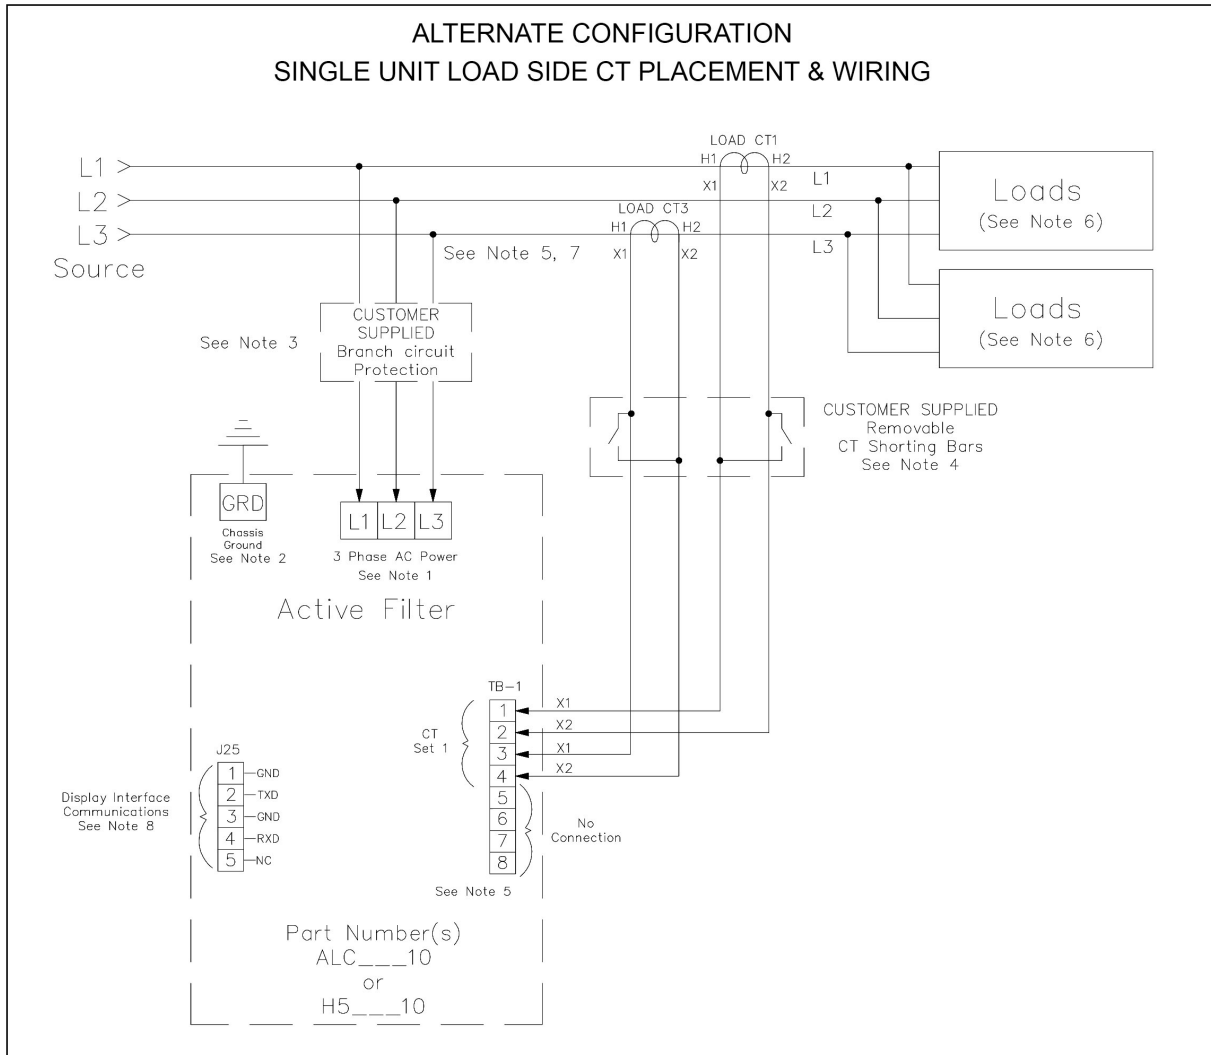 ALTERNATE CONFIGURATION
SINGLE UNIT LOAD SIDE CT PLACEMENT & WIRING
LOAD CT1
H1
H2
X1
X2
L1 >
L2 >
L3 >
Source
L1
L2
L3
LOAD CT3
H1
H2
X1
X2
See Note 5, 7
Loads
(See Note 6)
Loads
(See Note 6)
See Note 3
CUSTOMER
SUPPLIED
Branch circuit
Protection
CUSTOMER SUPPLIED
Removable
CT Shorting Bars
See Note 4
GRD
Chassis
Ground
See Note 2
L1 L2 L3
3 Phase AC Power
See Note 1
Active Filter
TB-1
CT
Set 1
1 X1
2 X2
3 X1
4 X2
5
6
7
8
No
Connection
See Note 5
J25
Display Interface
Communications
See Note 8
1 GND
2 TXD
3 GND
4 RXD
5 NC
Part Number(s)
ALC___10
or
H5___10